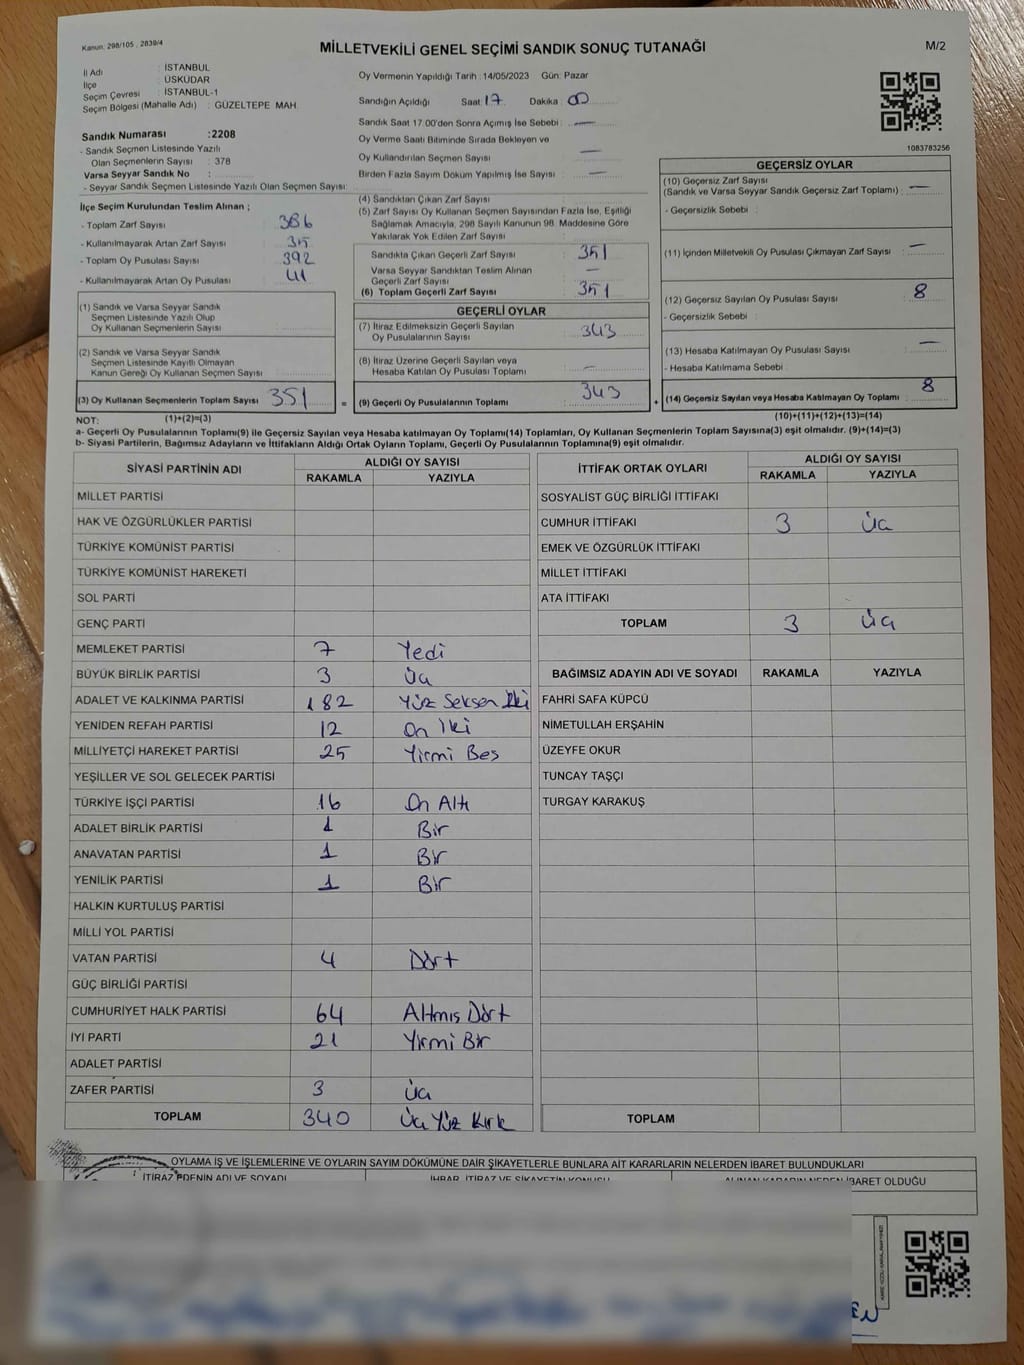 Kanun. 298/105 , 2839/4
MİLLETVEKİLİ GENEL SEÇİMİ SANDIK SONUÇ TUTANAĞI
M/2
İl Adı : İSTANBUL
İlçe : ÜSKÜDAR
Seçim Çevresi : İSTANBUL-1
Seçim Bölgesi (Mahalle Adı) : GÜZELTEPE MAH.
Sandık Numarası :2208
- Sandık Seçmen Listesinde Yazılı
Olan Seçmenlerin Sayısı : 378
Varsa Seyyar Sandık No :
- Seyyar Sandık Seçmen Listesinde Yazılı Olan Seçmen Sayısı:
Oy Vermenin Yapıldığı Tarih :14/05/2023 Gün: Pazar
Sandığın Açıldığı Saat 17 Dakika : 00
Sandık Saat 17.00'den Sonra Açımış İse Sebebi : —
Oy Verme Saati Bitiminde Sırada Bekleyen ve
Oy Kullandırılan Seçmen Sayısı : —
Birden Fazla Sayım Döküm Yapılmış İse Sayısı : —
1083783256
İlçe Seçim Kurulundan Teslim Alınan ;
- Toplam Zarf Sayısı : 386
- Kullanılmayarak Artan Zarf Sayısı : 35
- Toplam Oy Pusulası Sayısı : 392
- Kullanılmayarak Artan Oy Pusulası : 41
(1) Sandık ve Varsa Seyyar Sandık
Seçmen Listesinde Yazılı Olup
Oy Kullanan Seçmenlerin Sayısı :
(2) Sandık ve Varsa Seyyar Sandık
Seçmen Listesinde Kayıtlı Olmayan
Kanun Gereği Oy Kullanan Seçmen Sayısı :
(3) Oy Kullanan Seçmenlerin Toplam Sayısı 351
(1)+(2)=(3)
(4) Sandıktan Çıkan Zarf Sayısı :
(5) Zarf Sayısı Oy Kullanan Seçmen Sayısından Fazla İse, Eşitliği
Sağlamak Amacıyla, 298 Sayılı Kanunun 98. Maddesine Göre
Yakılarak Yok Edilen Zarf Sayısı :
Sandıkta Çıkan Geçerli Zarf Sayısı : 351
Varsa Seyyar Sandıktan Teslim Alınan
Geçerli Zarf Sayısı : —
(6) Toplam Geçerli Zarf Sayısı : 351
GEÇERLİ OYLAR
(7) İtiraz Edilmeksizin Geçerli Sayılan
Oy Pusulalarının Sayısı : 343
(8) İtiraz Üzerine Geçerli Sayılan veya
Hesaba Katılan Oy Pusulası Toplamı : —
= (9) Geçerli Oy Pusulalarının Toplamı : 343
GEÇERSİZ OYLAR
(10) Geçersiz Zarf Sayısı
(Sandık ve Varsa Seyyar Sandık Geçersiz Zarf Toplamı) : —
- Geçersizlik Sebebi :
(11) İçinden Milletvekili Oy Pusulası Çıkmayan Zarf Sayısı : —
(12) Geçersiz Sayılan Oy Pusulası Sayısı : 8
- Geçersizlik Sebebi :
(13) Hesaba Katılmayan Oy Pusulası Sayısı : —
- Hesaba Katılmama Sebebi :
+ (14) Geçersiz Sayılan veya Hesaba Katılmayan Oy Toplamı : 8
(10)+(11)+(12)+(13)=(14)
NOT:
a- Geçerli Oy Pusulalarının Toplamı(9) ile Geçersiz Sayılan veya Hesaba katılmayan Oy Toplam(14) Toplamları, Oy Kullanan Seçmenlerin Toplam Sayısına(3) eşit olmalıdır. (9)+(14)=(3)
b- Siyasi Partilerin, Bağımsız Adayların ve İttifakların Aldığı Ortak Oyların Toplamı, Geçerli Oy Pusulalarının Toplamına(9) eşit olmalıdır.
SİYASİ PARTİNİN ADI ALDIĞI OY SAYISI
RAKAMLA YAZIYLA
MİLLET PARTİSİ
HAK VE ÖZGÜRLÜKLER PARTİSİ
TÜRKİYE KOMÜNİST PARTİSİ
TÜRKİYE KOMÜNİST HAREKETİ
SOL PARTİ
GENÇ PARTİ
MEMLEKET PARTİSİ 7 Yedi
BÜYÜK BİRLİK PARTİSİ 3 Üç
ADALET VE KALKINMA PARTİSİ 182 Yüz Seksen İki
YENİDEN REFAH PARTİSİ 12 On İki
MİLLİYETÇİ HAREKET PARTİSİ 25 Yirmi Beş
YEŞİLLER VE SOL GELECEK PARTİSİ
TÜRKİYE İŞÇİ PARTİSİ 16 On Altı
ADALET BİRLİK PARTİSİ 1 Bir
ANAVATAN PARTİSİ 1 Bir
YENİLİK PARTİSİ 1 Bir
HALKIN KURTULUŞ PARTİSİ
MİLLİ YOL PARTİSİ
VATAN PARTİSİ 4 Dört
GÜÇ BİRLİĞİ PARTİSİ
CUMHURİYET HALK PARTİSİ 64 Altmış Dört
İYİ PARTİ 21 Yirmi Bir
ADALET PARTİSİ
ZAFER PARTİSİ 3 Üç
TOPLAM 340 Üç Yüz Kırk
İTTİFAK ORTAK OYLARI ALDIĞI OY SAYISI
RAKAMLA YAZIYLA
SOSYALİST GÜÇ BİRLİĞİ İTTİFAKI
CUMHUR İTTİFAKI 3 Üç
EMEK VE ÖZGÜRLÜK İTTİFAKI
MİLLET İTTİFAKI
ATA İTTİFAKI
TOPLAM 3 Üç
BAĞIMSIZ ADAYIN ADI VE SOYADI RAKAMLA YAZIYLA
FAHRİ SAFA KÜPCÜ
NİMETULLAH ERŞAHİN
ÜZEYFE OKUR
TUNCAY TAŞÇI
TURGAY KARAKUŞ
TOPLAM
OYLAMA İŞ VE İŞLEMLERİNE VE OYLARIN SAYIM DÖKÜMÜNE DAİR ŞİKAYETLERLE BUNLARA AİT KARARLARIN NELERDEN İBARET BULUNDUKLARI
İTİRAZ EDENİN ADI VE SOYADI İHBAR, İTİRAZ VE ŞİKAYETİN KONUSU ALINAN KARARIN NEDEN İBARET OLDUĞU